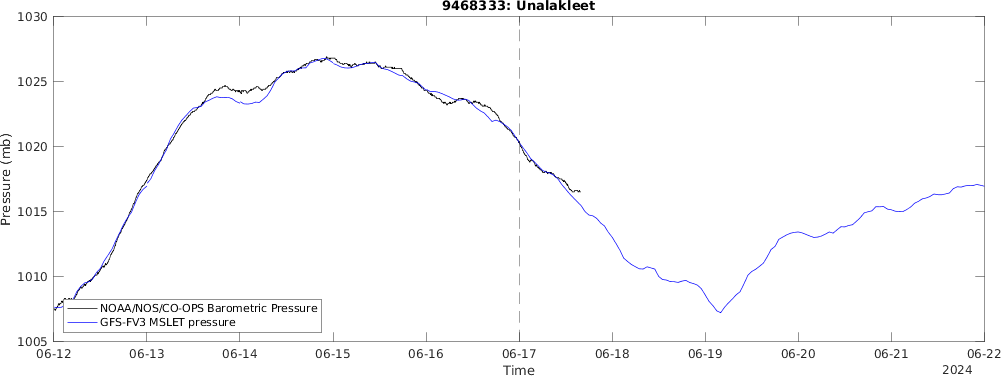 9468333: Unalakleet
Pressure (mb)
1030
1025
1020
1015
1010
1005
NOAA/NOS/CO-OPS Barometric Pressure
GFS-FV3 MSLET pressure
06-12 06-13 06-14 06-15 06-16 06-17 06-18 06-19 06-20 06-21 06-22
Time
2024